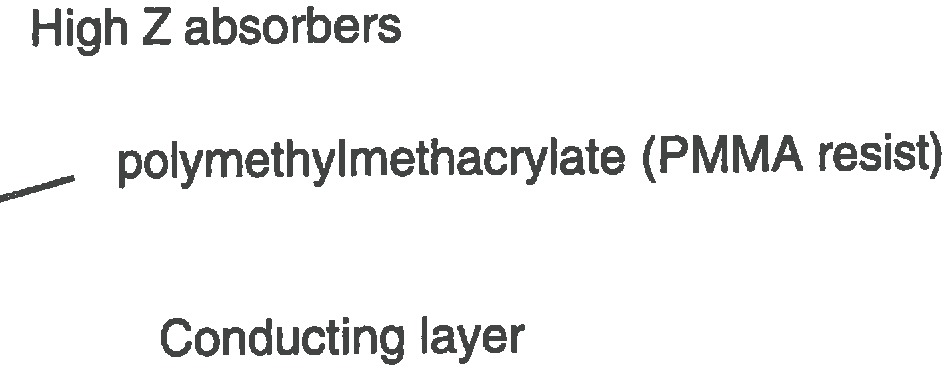 High Z absorbers
polymethylmethacrylate (PMMA resist)
Conducting layer